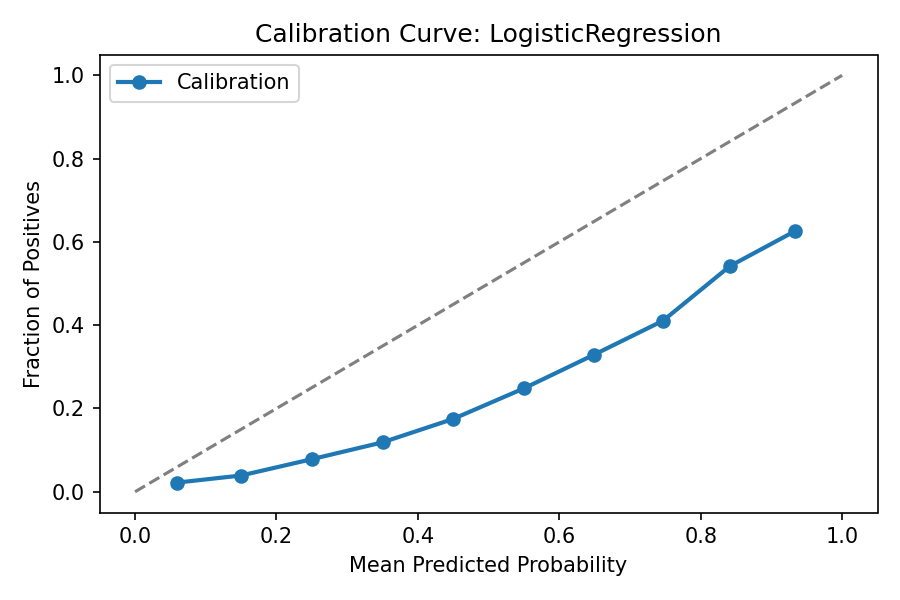 Calibration Curve: LogisticRegression
Calibration
1.0
0.8
0.6
0.4
0.2
0.0
Fraction of Positives
0.0 0.2 0.4 0.6 0.8 1.0
Mean Predicted Probability